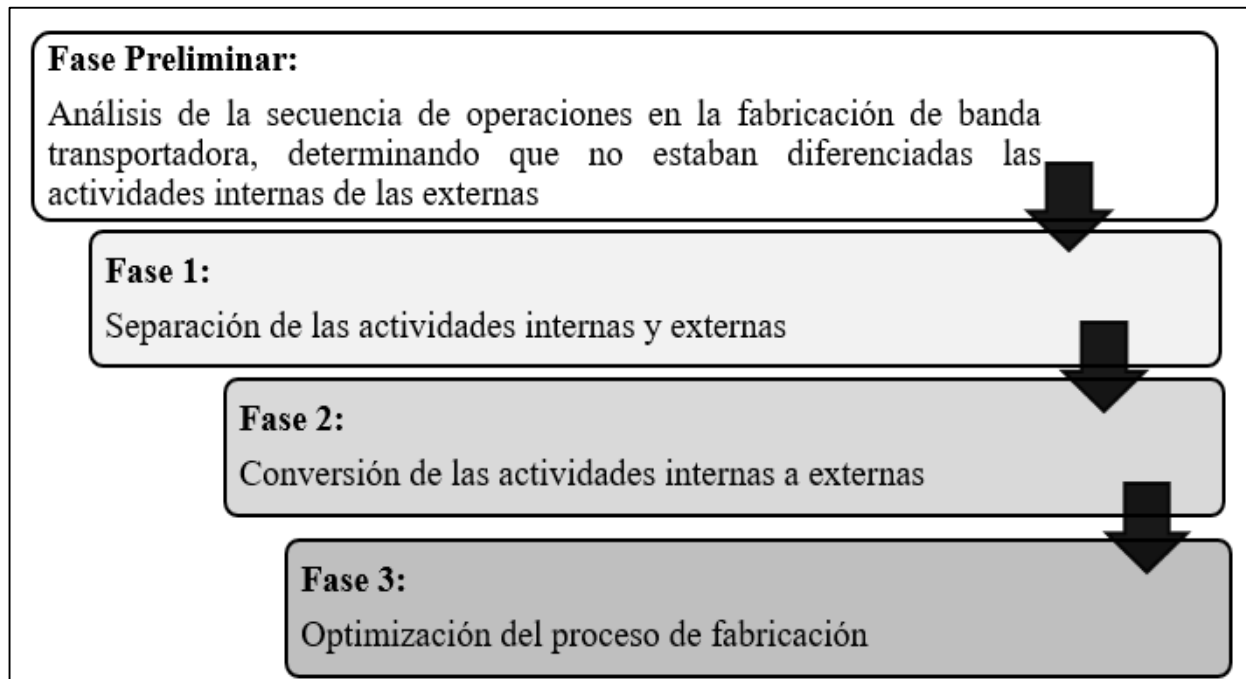 Fase Preliminar:
Análisis de la secuencia de operaciones en la fabricación de banda
transportadora, determinando que no estaban diferenciadas las
actividades internas de las externas
Fase 1:
Separación de las actividades internas y externas
Fase 2:
Conversión de las actividades internas a externas
Fase 3:
Optimización del proceso de fabricación